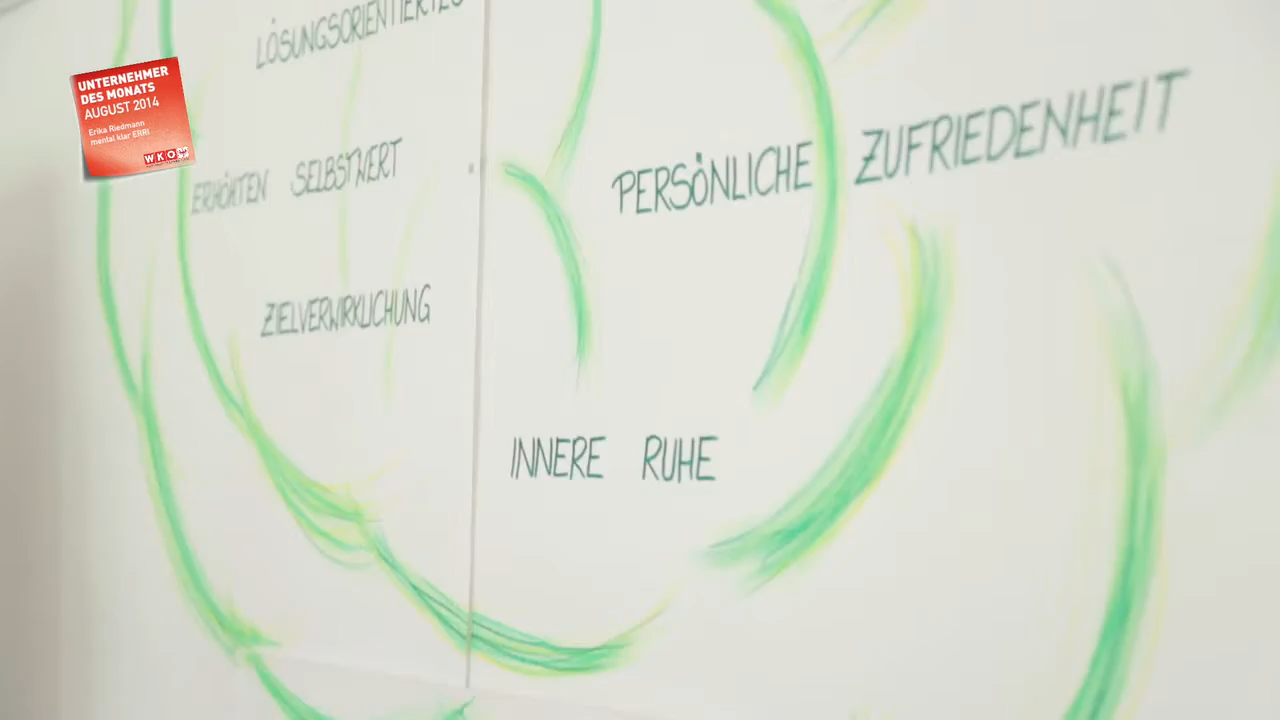 LÖSUNGSORIENTIERTES
UNTERNEHMER
DES MONATS
AUGUST 2014
Erika Riedmann
mental klar ERRI
WKO
ERHÖHTEN SELBSTWERT
PERSÖNLICHE ZUFRIEDENHEIT
ZIELVERWIRKLICHUNG
INNERE RUHE